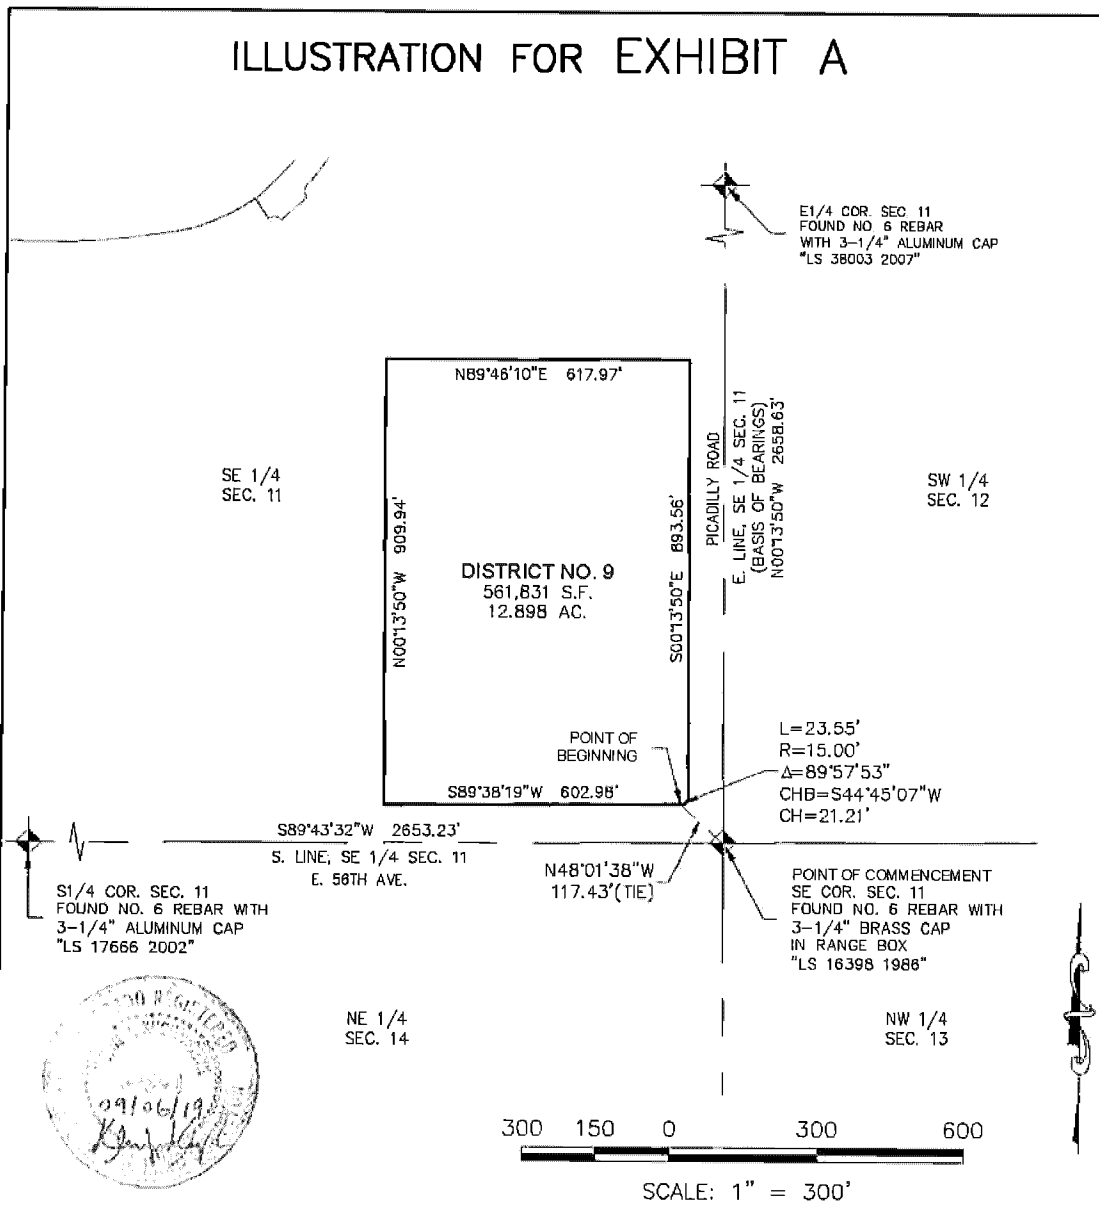 ILLUSTRATION FOR EXHIBIT A
E1/4 COR. SEC. 11
FOUND NO. 6 REBAR
WITH 3-1/4" ALUMINUM CAP
"LS 38003 2007"
N89°46'10"E 617.97'
SE 1/4
SEC. 11
N00°13'50"W 909.94'
DISTRICT NO. 9
561,831 S.F.
12.898 AC.
S00°13'50"E 893.56'
PICADILLY ROAD
E. LINE, SE 1/4 SEC. 11
(BASIS OF BEARINGS)
N00°13'50"W 2658.63'
SW 1/4
SEC. 12
POINT OF
BEGINNING
L=23.55'
R=15.00'
Δ=89°57'53"
CHB=S44°45'07"W
CH=21.21'
S89°38'19"W 602.98'
S89°43'32"W 2653.23'
S. LINE, SE 1/4 SEC. 11
E. 56TH AVE.
N48°01'38"W
117.43'(TIE)
S1/4 COR. SEC. 11
FOUND NO. 6 REBAR WITH
3-1/4" ALUMINUM CAP
"LS 17666 2002"
POINT OF COMMENCEMENT
SE COR. SEC. 11
FOUND NO. 6 REBAR WITH
3-1/4" BRASS CAP
IN RANGE BOX
"LS 16398 1986"
NE 1/4
SEC. 14
NW 1/4
SEC. 13
REGISTERED
09/06/19
300 150 0 300 600
SCALE: 1" = 300'